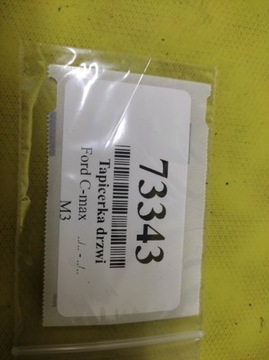 73343
Tapicerka drzwi
Ford C-max ../.. - ../..
M3